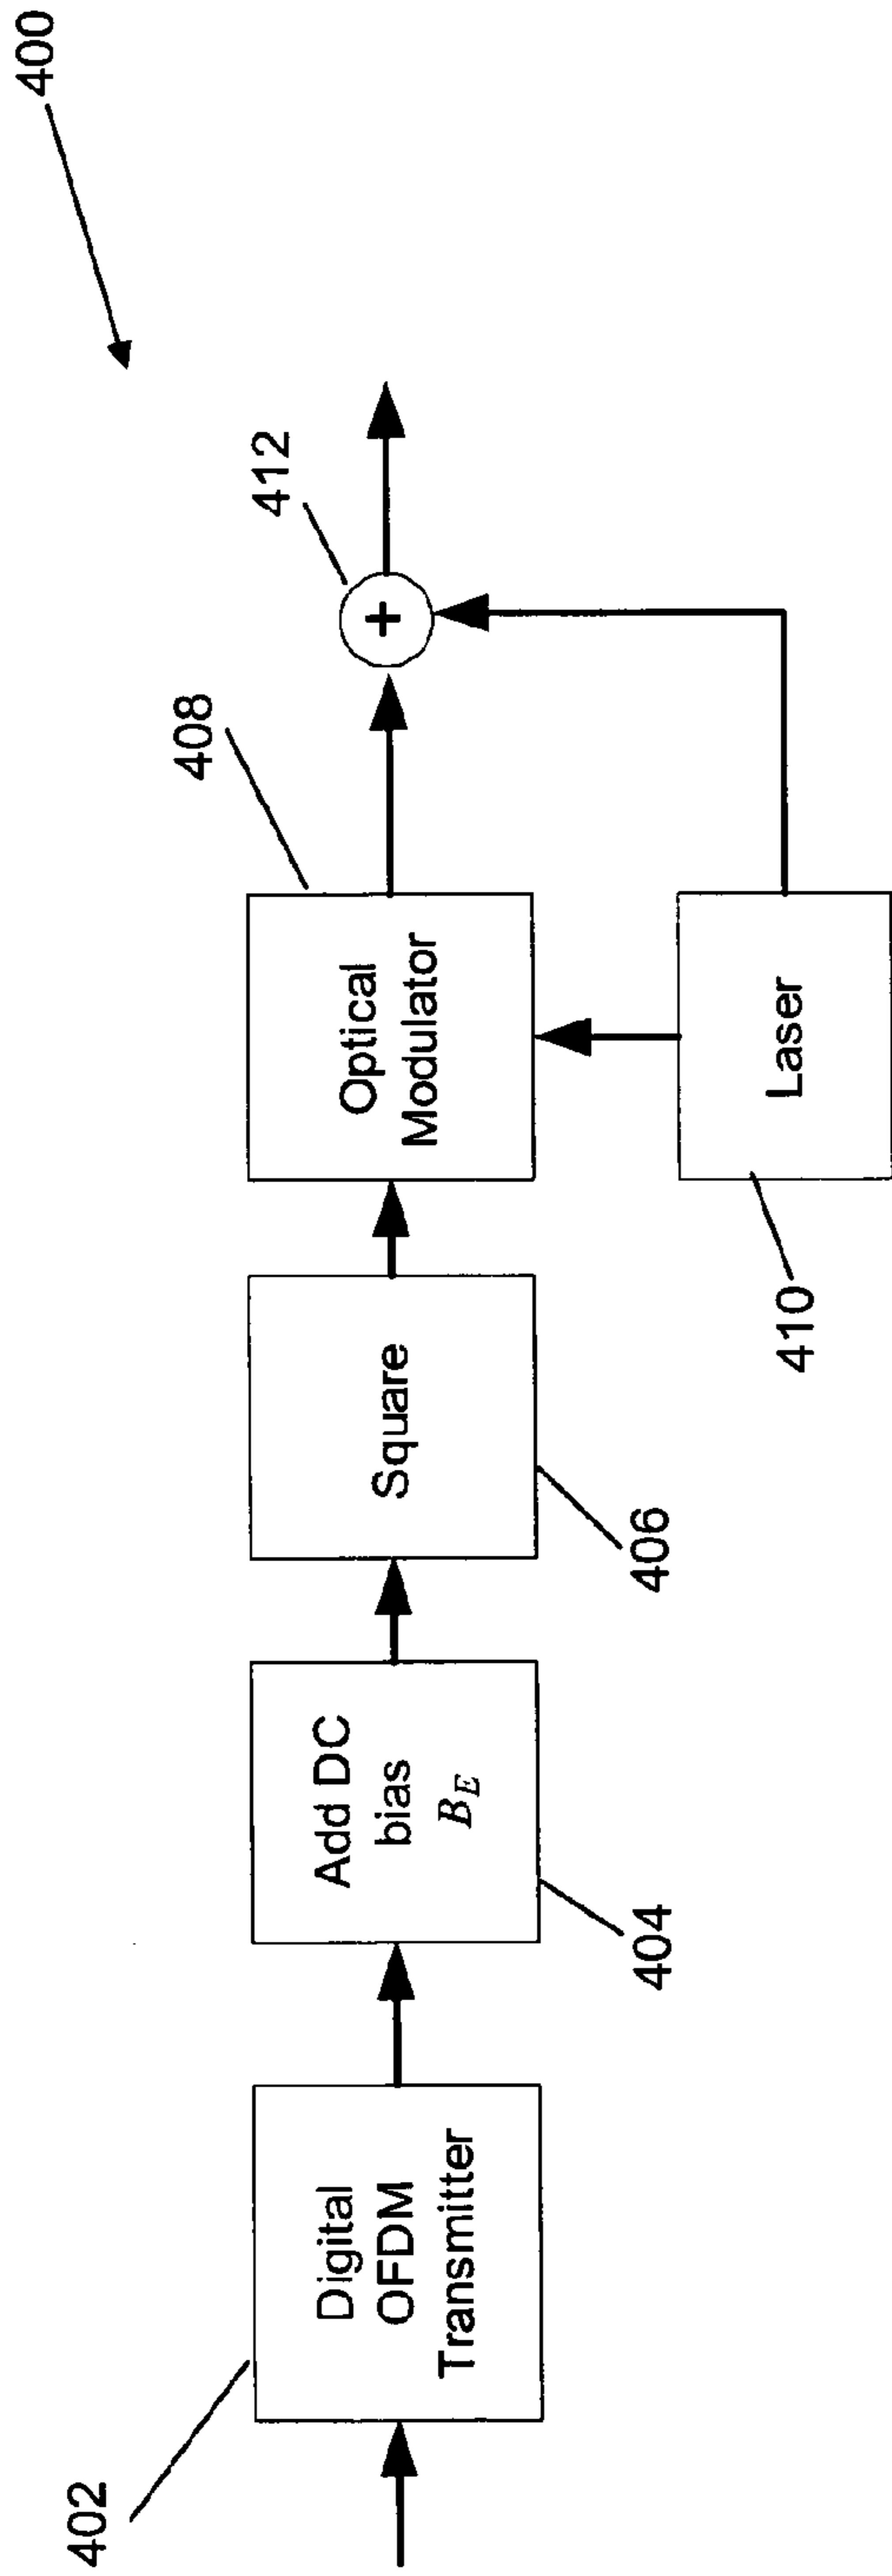 400
412
408
Optical
Modulator
Laser
410
Square
406
Add DC
bias
B_E
404
Digital
OFDM
Transmitter
402
+